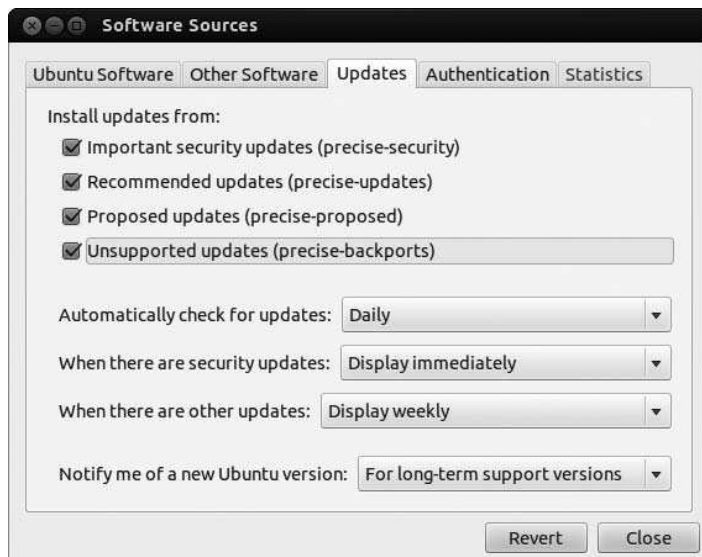 Software Sources
Ubuntu Software Other Software Updates Authentication Statistics
Install updates from:
Important security updates (precise-security)
Recommended updates (precise-updates)
Proposed updates (precise-proposed)
Unsupported updates (precise-backports)
Automatically check for updates: Daily
When there are security updates: Display immediately
When there are other updates: Display weekly
Notify me of a new Ubuntu version: For long-term support versions
Revert Close